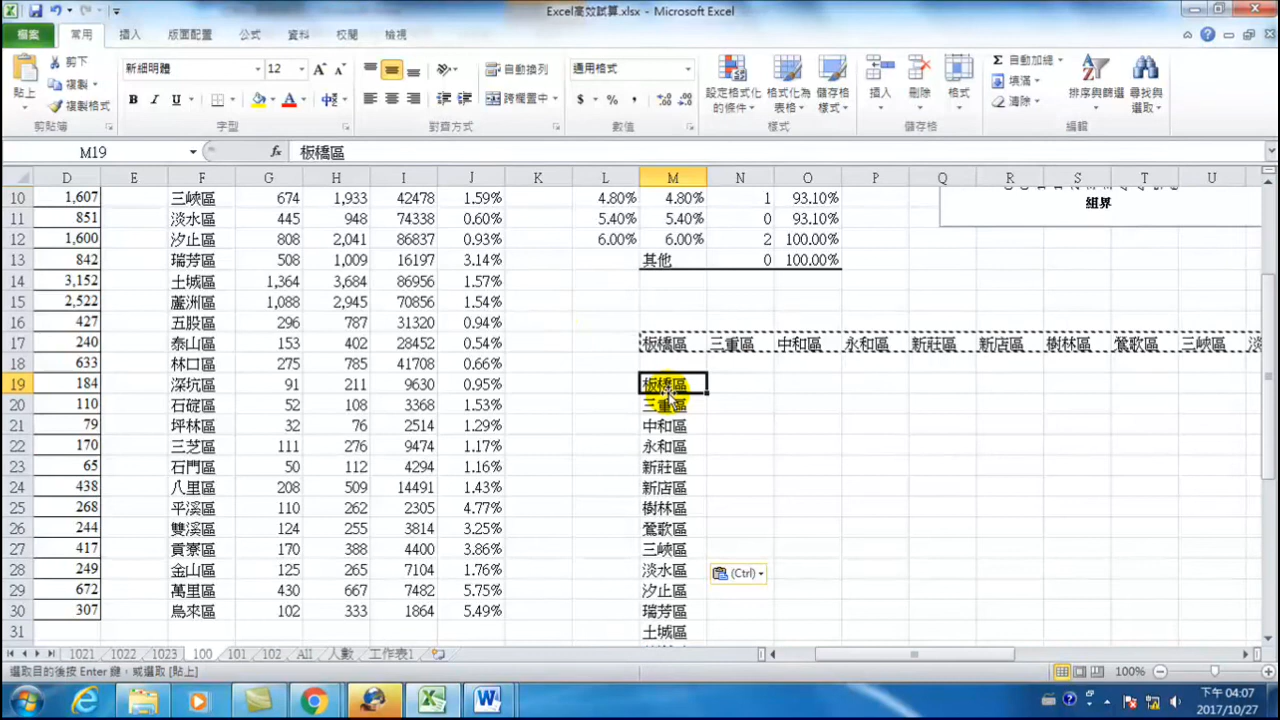 Excel高效試算.xlsx - Microsoft Excel
檔案 常用 插入 版面配置 公式 資料 校閱 檢視
貼上 剪下 複製 複製格式 剪貼簿
新細明體 12 B I U 字型
自動換列 跨欄置中 對齊方式
通用格式 $ % , 數值
設定格式化的條件 格式化為表格 儲存格樣式 樣式
插入 刪除 格式 儲存格
Σ 自動加總 填滿 清除 排序與篩選 尋找與選取 編輯
M19 fx 板橋區
D E F G H I J K L M N O P Q R S T U
10 1,607 三峽區 674 1,933 42478 1.59% 4.80% 4.80% 1 93.10%
組界
11 851 淡水區 445 948 74338 0.60% 5.40% 5.40% 0 93.10%
12 1,600 汐止區 808 2,041 86837 0.93% 6.00% 6.00% 2 100.00%
13 842 瑞芳區 508 1,009 16197 3.14% 其他 0 100.00%
14 3,152 土城區 1,364 3,684 86956 1.57%
15 2,522 蘆洲區 1,088 2,945 70856 1.54%
16 427 五股區 296 787 31320 0.94%
17 240 泰山區 153 402 28452 0.54% 板橋區 三重區 中和區 永和區 新莊區 新店區 樹林區 鶯歌區 三峽區 淡
18 633 林口區 275 785 41708 0.66%
19 184 深坑區 91 211 9630 0.95% 板橋區
20 110 石碇區 52 108 3368 1.53% 三重區
21 79 坪林區 32 76 2514 1.29% 中和區
22 170 三芝區 111 276 9474 1.17% 永和區
23 65 石門區 50 112 4294 1.16% 新莊區
24 438 八里區 208 509 14491 1.43% 新店區
25 268 平溪區 110 262 2305 4.77% 樹林區
26 244 雙溪區 124 255 3814 3.25% 鶯歌區
27 417 貢寮區 170 388 4400 3.86% 三峽區
28 249 金山區 125 265 7104 1.76% 淡水區 (Ctrl)
29 672 萬里區 430 667 7482 5.75% 汐止區
30 307 烏來區 102 333 1864 5.49% 瑞芳區
31 土城區
1021 1022 1023 100 101 102 All 人數 工作表1
選取目的後按 Enter 鍵，或選取 [貼上] 100%
下午 04:07
2017/10/27